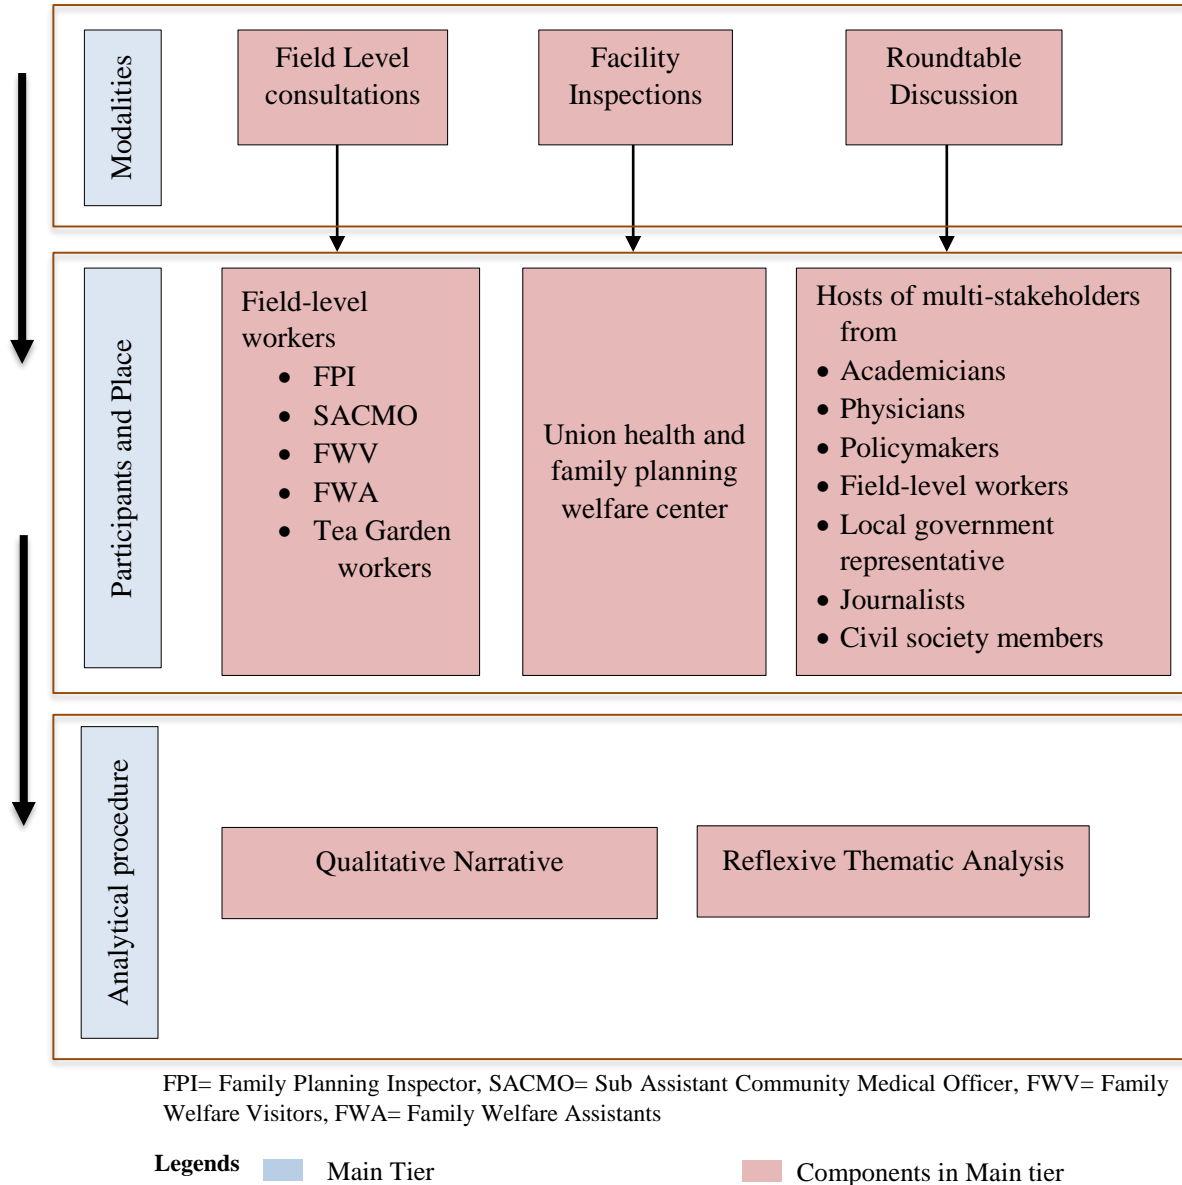 Modalities
Field Level
consultations
Facility
Inspections
Roundtable
Discussion
Participants and Place
Field-level
workers
• FPI
• SACMO
• FWV
• FWA
• Tea Garden
workers
Union health and
family planning
welfare center
Hosts of multi-stakeholders
from
• Academicians
• Physicians
• Policymakers
• Field-level workers
• Local government
representative
• Journalists
• Civil society members
Analytical procedure
Qualitative Narrative
Reflexive Thematic Analysis
FPI= Family Planning Inspector, SACMO= Sub Assistant Community Medical Officer, FWV= Family
Welfare Visitors, FWA= Family Welfare Assistants
Legends Main Tier Components in Main tier